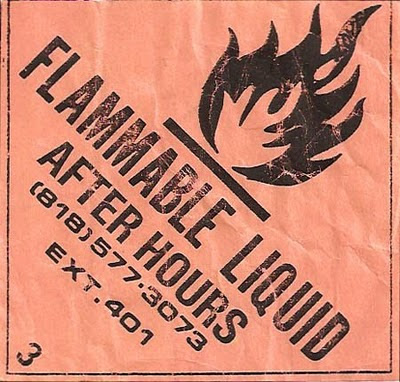 FLAMMABLE LIQUID
AFTER HOURS
(818) 577-3073
EXT. 401
3